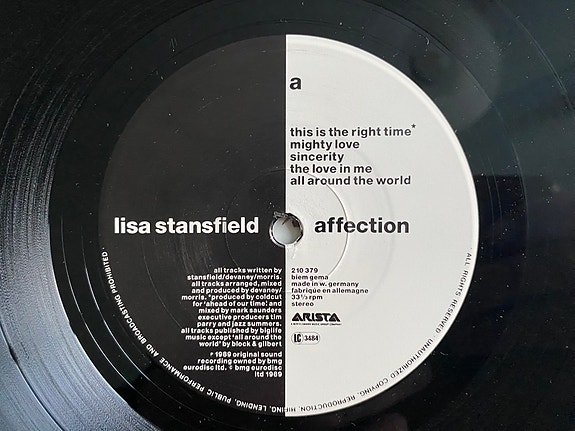 a
this is the right time*
mighty love
sincerity
the love in me
all around the world
lisa stansfield
affection
all tracks written by
stansfield/devaney/morris.
all tracks arranged, mixed
and produced by devaney/
morris. *produced by coldcut
for 'ahead of our time: and
mixed by mark saunders
executive producers tim
parry and jazz summers.
all tracks published by biglife
music except 'all around the
world' by block & gilbert
℗ 1989 original sound
recording owned by bmg
eurodisc ltd. © bmg eurodisc
ltd 1989
210 379
biem gema
made in w. germany
fabriqué en allemagne
33⅓ rpm
stereo
ARISTA
LC 3484
· ALL RIGHTS RESERVED. UNAUTHORIZED COPYING, REPRODUCTION, HIRING, LENDING, PUBLIC PERFORMANCE AND BROADCASTING PROHIBITED ·